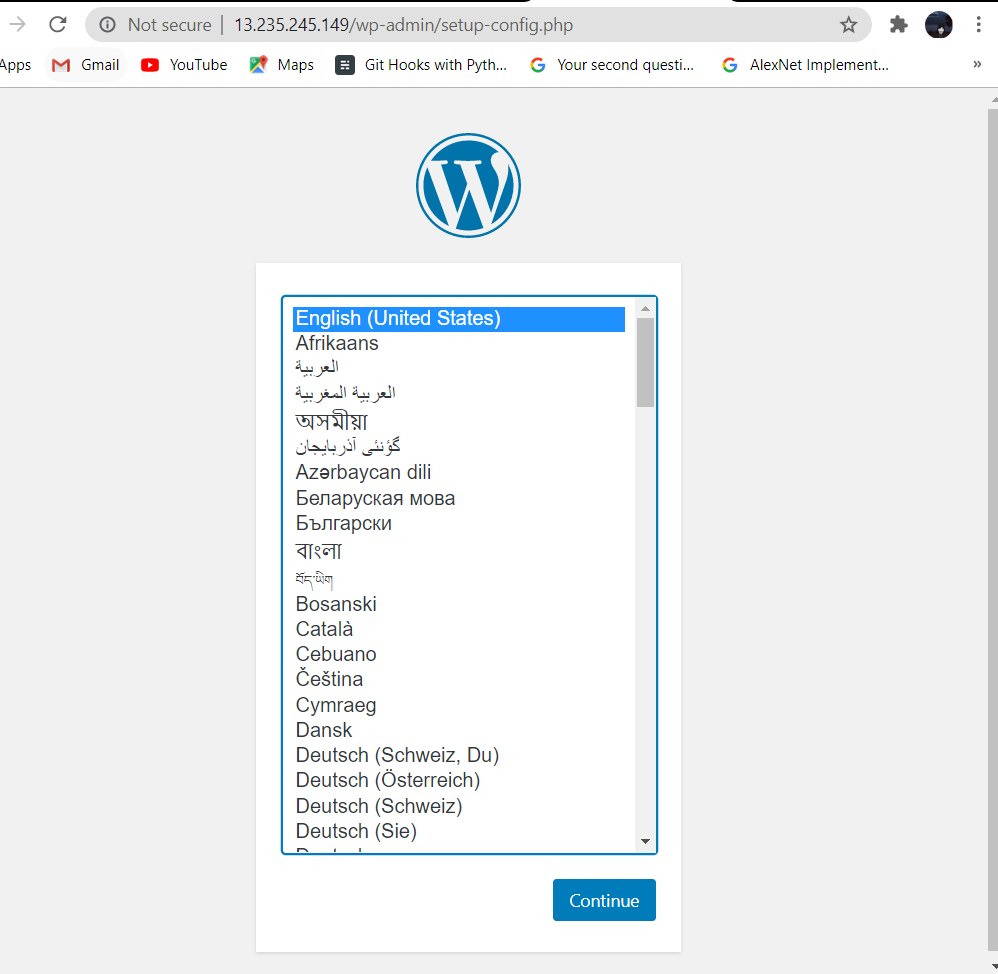 Not secure | 13.235.245.149/wp-admin/setup-config.php
Apps Gmail YouTube Maps Git Hooks with Pyth... Your second questi... AlexNet Implement... »
English (United States)
Afrikaans
العربية
العربية المغربية
অসমীয়া
گؤنئی آذربایجان
Azərbaycan dili
Беларуская мова
Български
বাংলা
བོད་ཡིག
Bosanski
Català
Cebuano
Čeština
Cymraeg
Dansk
Deutsch (Schweiz, Du)
Deutsch (Österreich)
Deutsch (Schweiz)
Deutsch (Sie)
Continue